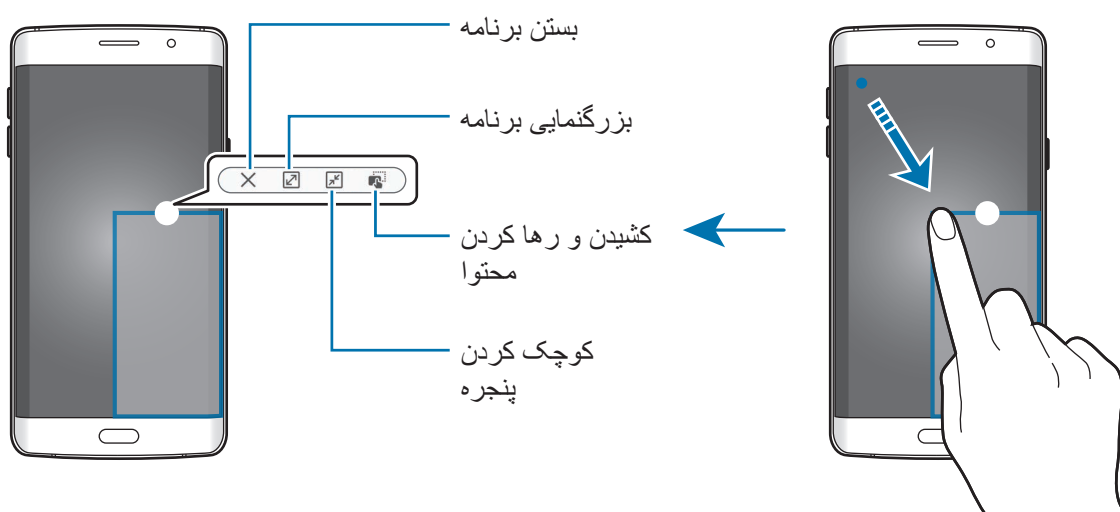 بستن برنامه
بزرگنمایی برنامه
کشیدن و رها کردن
محتوا
کوچک کردن
پنجره